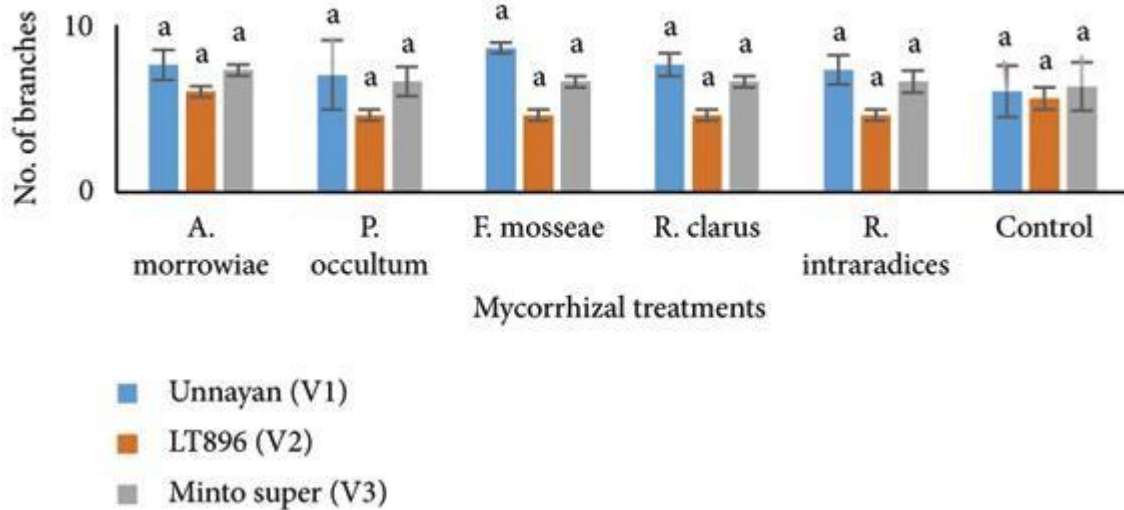 No. of branches
10
0
a a a a a a a a a a a a a a a a a a
A. morrowiae
P. occultum
F. mosseae
R. clarus
R. intraradices
Control
Mycorrhizal treatments
Unnayan (V1)
LT896 (V2)
Minto super (V3)